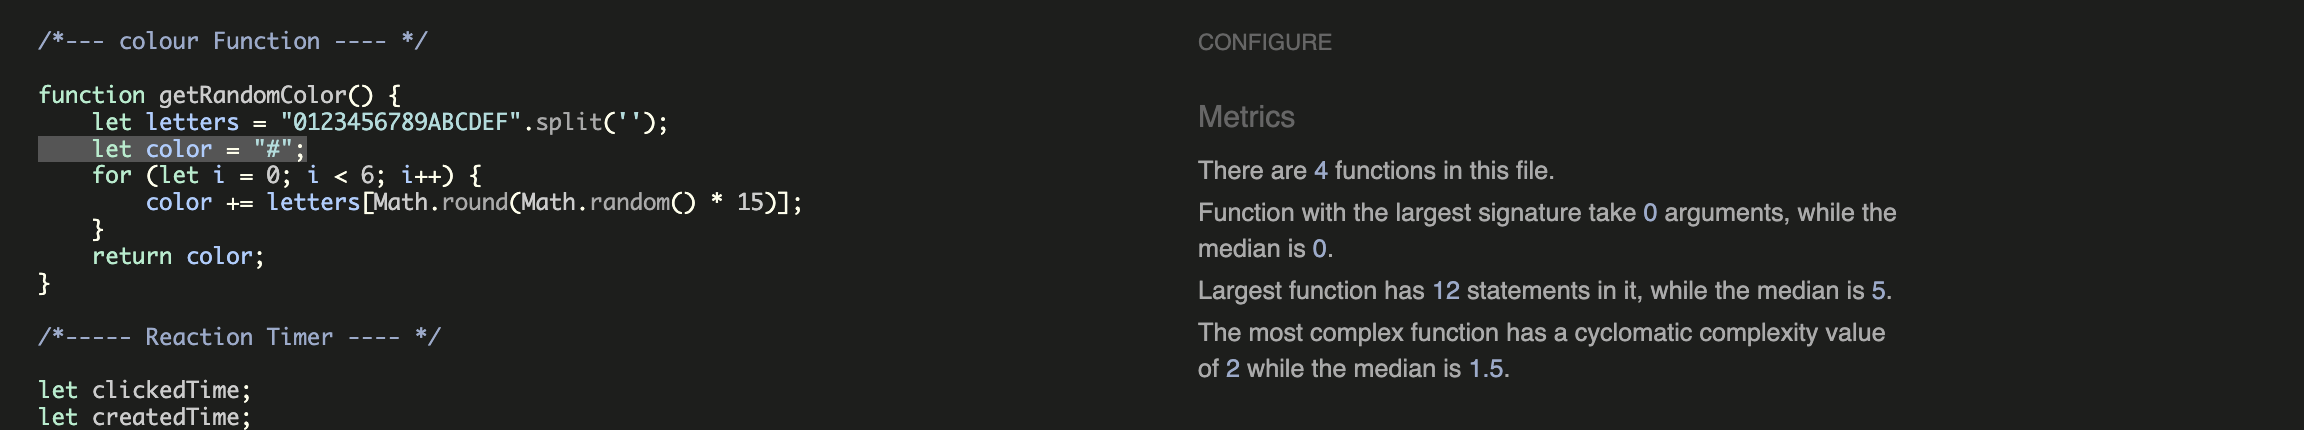 /*--- colour Function ---- */
function getRandomColor() {
    let letters = "0123456789ABCDEF".split('');
    let color = "#";
    for (let i = 0; i < 6; i++) {
        color += letters[Math.round(Math.random() * 15)];
    }
    return color;
}
/*----- Reaction Timer ---- */
let clickedTime;
let createdTime;
CONFIGURE
Metrics
There are 4 functions in this file.
Function with the largest signature take 0 arguments, while the
median is 0.
Largest function has 12 statements in it, while the median is 5.
The most complex function has a cyclomatic complexity value
of 2 while the median is 1.5.